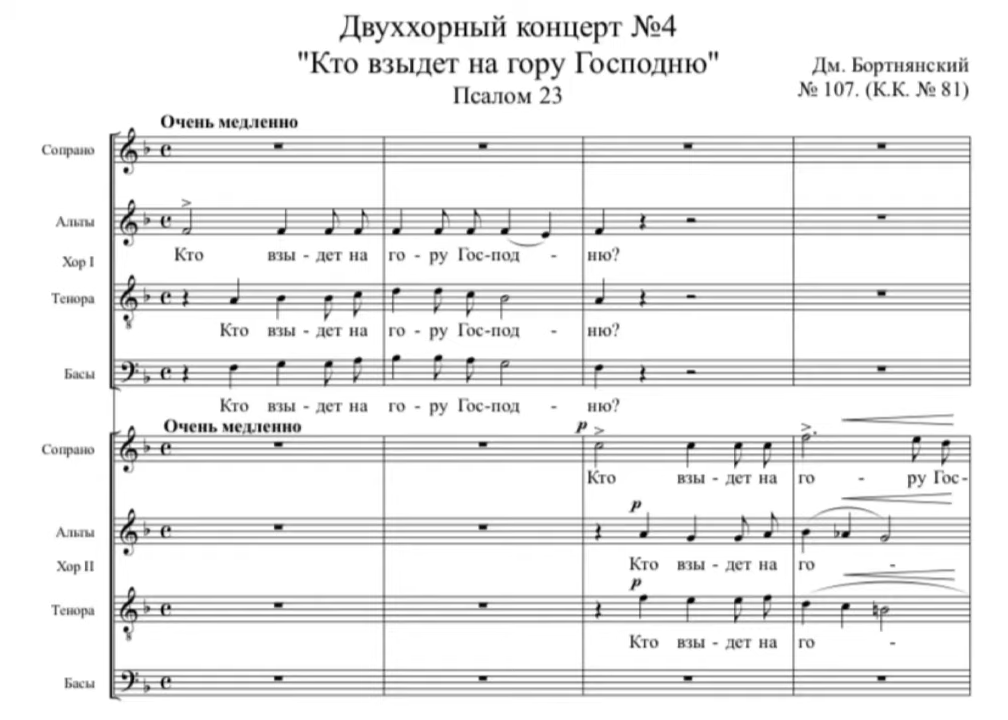 Двуххорный концерт №4
"Кто взыдет на гору Господню"
Псалом 23
Дм. Бортнянский
№ 107. (К.К. № 81)
Очень медленно
Сопрано
Альты
Кто взы - дет на го - ру Гос-под - ню?
Хор I
Тенора
Кто взы - дет на го - ру Гос-под - ню?
Басы
Кто взы - дет на го - ру Гос-под - ню?
Очень медленно
p
Сопрано
Кто взы - дет на го - ру Гос-
p
Альты
Кто взы - дет на го -
Хор II
p
Тенора
Кто взы - дет на го -
Басы